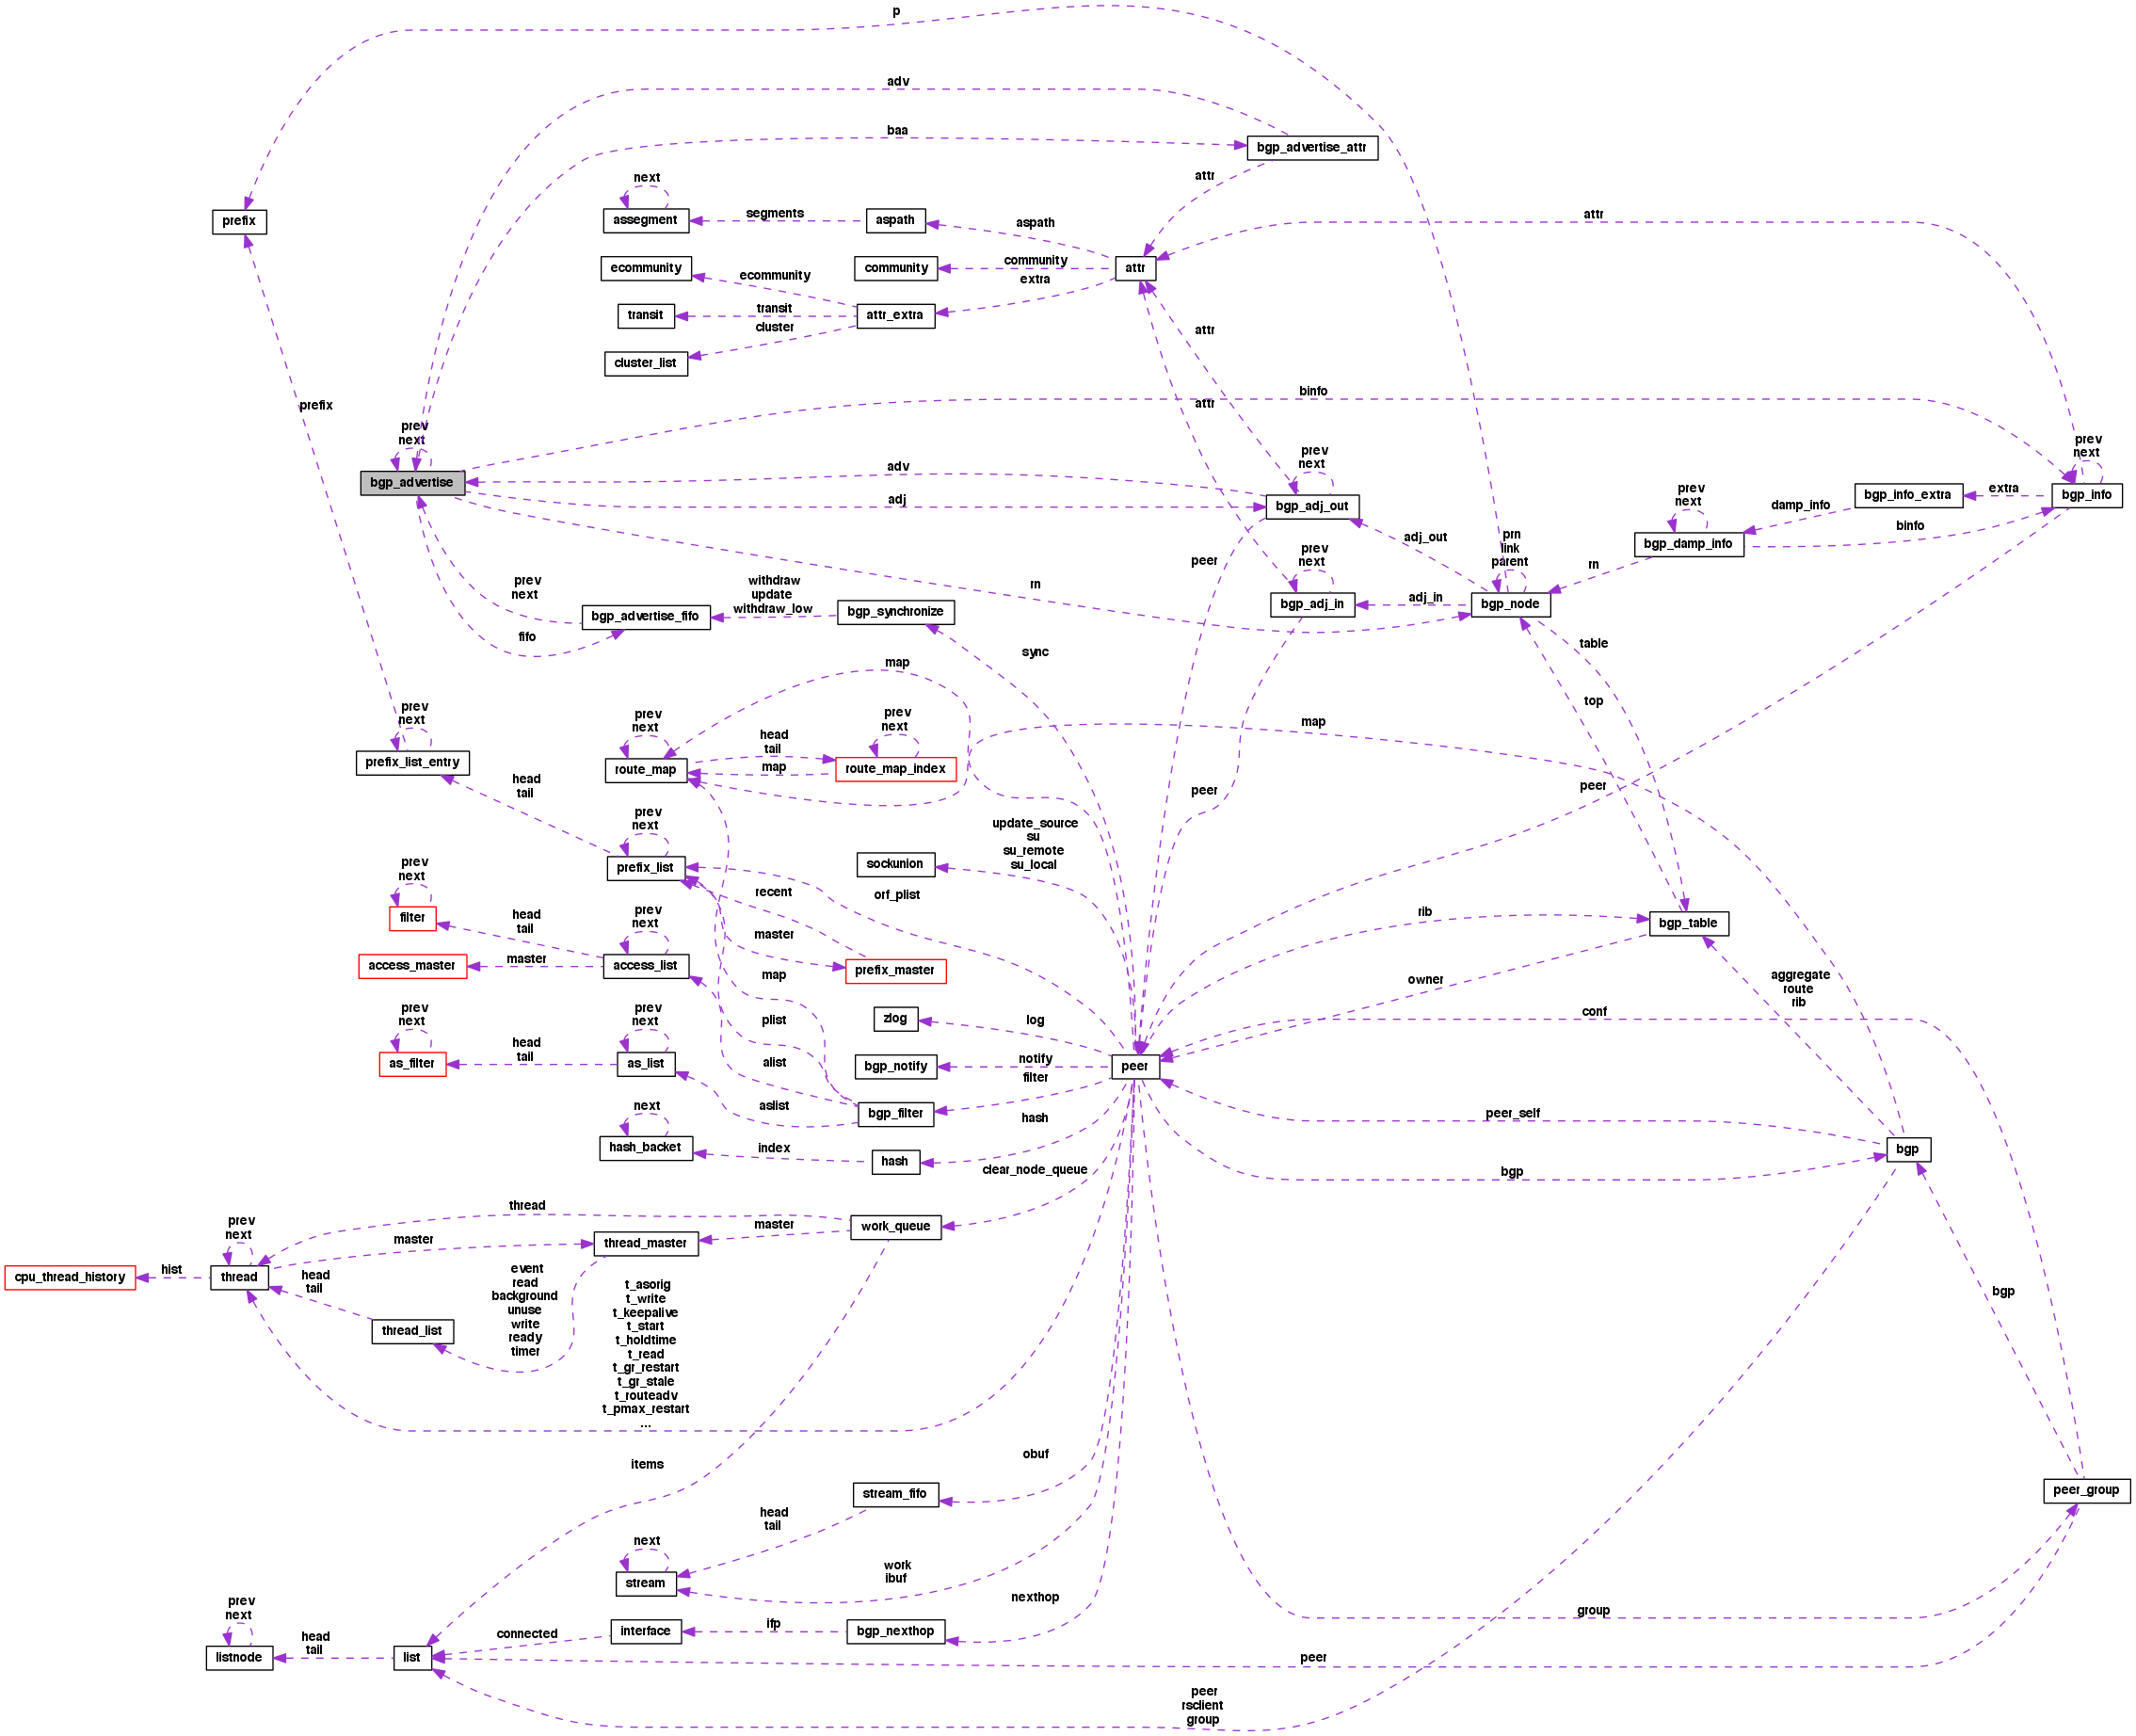 p
adv
baa
bgp_advertise_attr
next
attr
prefix
assegment
segments
aspath
aspath
attr
ecommunity
ecommunity
community
community
attr
extra
transit
transit
attr_extra
cluster
attr
cluster_list
prefix
attr
binfo
prev
next
prev
next
prev
next
bgp_advertise
adv
adj
bgp_adj_out
prev
next
bgp_info_extra
extra
bgp_info
damp_info
binfo
bgp_damp_info
adj_out
prn
link
parent
peer
prev
next
rn
rn
prev
next
withdraw
update
withdraw_low
bgp_synchronize
bgp_advertise_fifo
bgp_adj_in
adj_in
bgp_node
fifo
sync
table
map
top
prev
next
prev
next
prev
next
head
tail
map
map
prefix_list_entry
route_map
route_map_index
head
tail
peer
peer
prev
next
update_source
su
su_remote
su_local
prefix_list
sockunion
recent
orf_plist
prev
next
filter
head
tail
prev
next
rib
bgp_table
master
access_master
master
access_list
prefix_master
map
owner
aggregate
route
rib
prev
next
prev
next
plist
zlog
log
conf
as_filter
head
tail
as_list
alist
bgp_notify
notify
peer
filter
next
aslist
bgp_filter
hash
peer_self
hash_backet
index
hash
bgp
clear_node_queue
bgp
thread
prev
next
master
thread_master
master
work_queue
cpu_thread_history
hist
thread
head
tail
event
read
background
unuse
write
ready
timer
t_asorig
t_write
t_keepalive
t_start
t_holdtime
t_read
t_gr_restart
t_gr_stale
t_routeadv
t_pmax_restart
...
bgp
thread_list
items
obuf
stream_fifo
peer_group
head
tail
next
stream
work
ibuf
nexthop
group
prev
next
interface
ifp
bgp_nexthop
connected
listnode
head
tail
list
peer
peer
rsclient
group